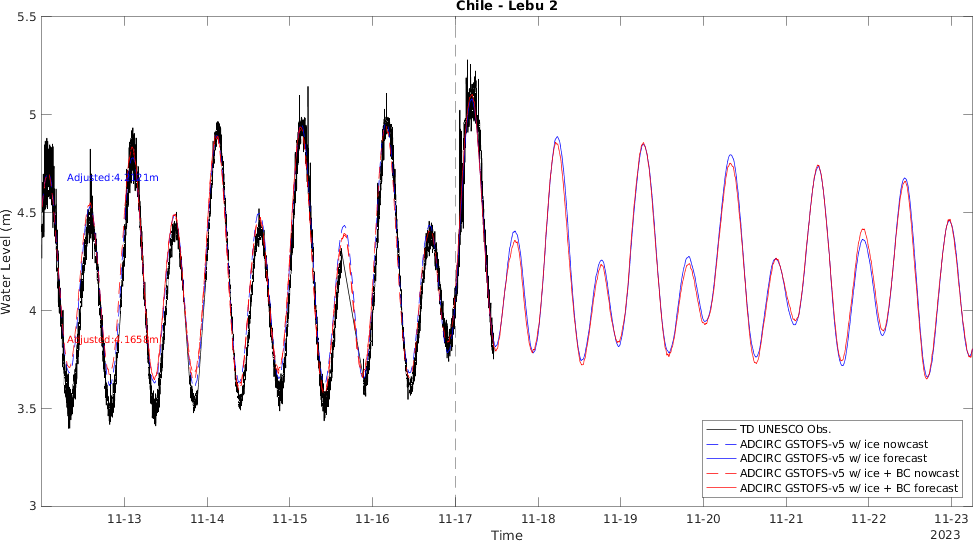 Chile - Lebu 2
5.5
5
4.5
4
3.5
3
Water Level (m)
Adjusted:4.1658m
11-13
11-14
11-15
11-16
11-17
11-18
11-19
11-20
11-21
11-22
11-23
2023
Time
TD UNESCO Obs.
ADCIRC GSTOFS-v5 w/ ice nowcast
ADCIRC GSTOFS-v5 w/ ice forecast
ADCIRC GSTOFS-v5 w/ ice + BC nowcast
ADCIRC GSTOFS-v5 w/ ice + BC forecast